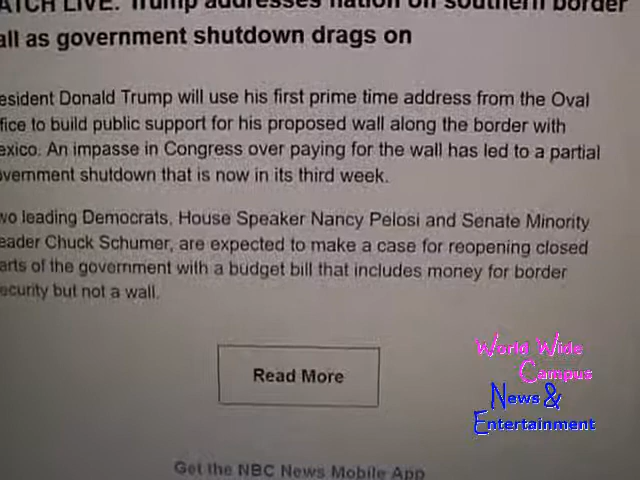 ATCH LIVE: Trump addresses nation on southern border
all as government shutdown drags on
esident Donald Trump will use his first prime time address from the Oval
fice to build public support for his proposed wall along the border with
exico. An impasse in Congress over paying for the wall has led to a partial
vernment shutdown that is now in its third week.
wo leading Democrats, House Speaker Nancy Pelosi and Senate Minority
eader Chuck Schumer, are expected to make a case for reopening closed
arts of the government with a budget bill that includes money for border
ecurity but not a wall.
Read More
World Wide
Campus
News &
Entertainment
Get the NBC News Mobile App